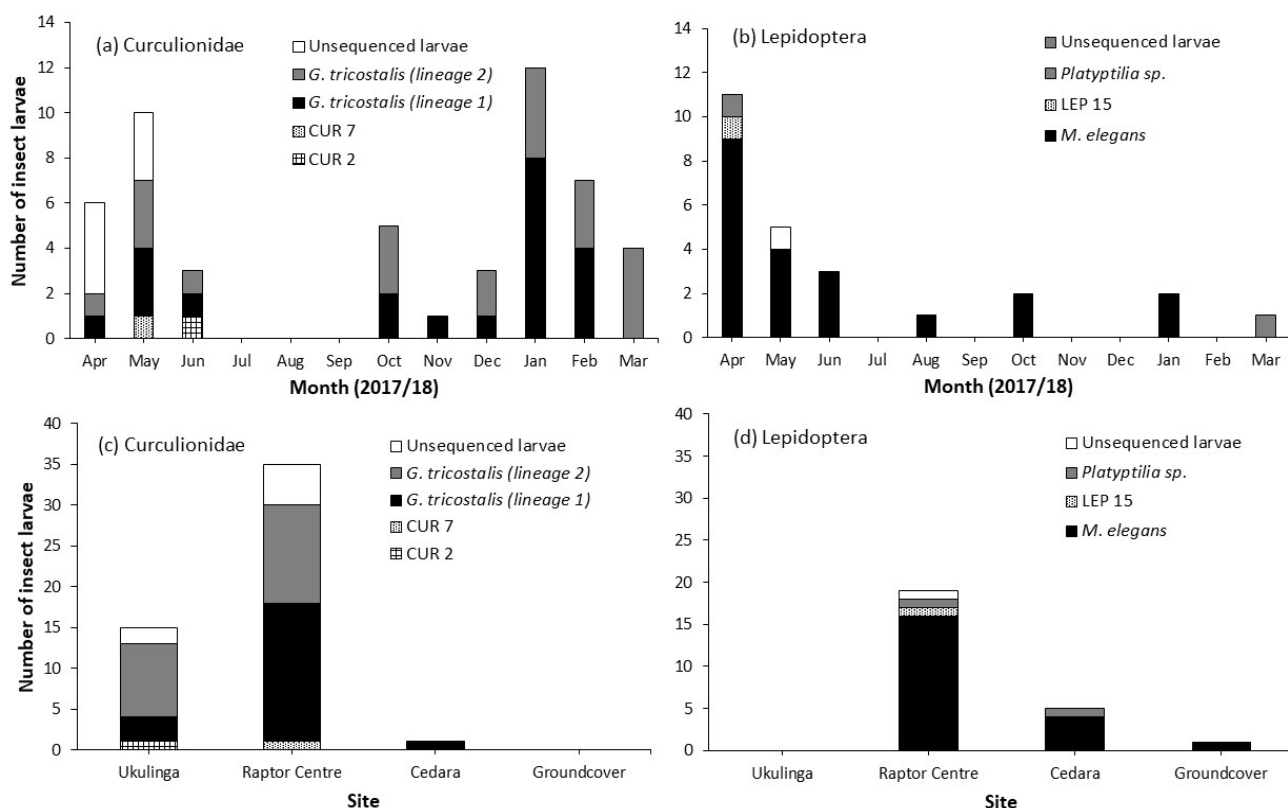 (a) Curculionidae
Unsequenced larvae
G. tricostalis (lineage 2)
G. tricostalis (lineage 1)
CUR 7
CUR 2
Number of insect larvae
14
12
10
8
6
4
2
0
Apr May Jun Jul Aug Sep Oct Nov Dec Jan Feb Mar
Month (2017/18)
(b) Lepidoptera
Unsequenced larvae
Platyptilia sp.
LEP 15
M. elegans
14
12
10
8
6
4
2
0
Apr May Jun Jul Aug Sep Oct Nov Dec Jan Feb Mar
Month (2017/18)
(c) Curculionidae
Unsequenced larvae
G. tricostalis (lineage 2)
G. tricostalis (lineage 1)
CUR 7
CUR 2
Number of insect larvae
40
35
30
25
20
15
10
5
0
Ukulinga Raptor Centre Cedara Groundcover
Site
(d) Lepidoptera
Unsequenced larvae
Platyptilia sp.
LEP 15
M. elegans
40
35
30
25
20
15
10
5
0
Ukulinga Raptor Centre Cedara Groundcover
Site